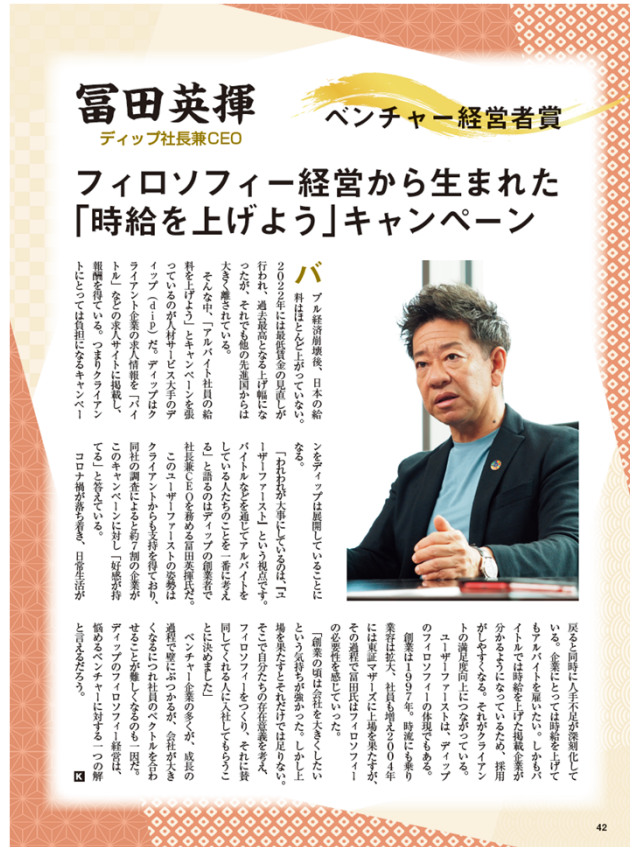 冨田英揮
ディップ社長兼CEO
ベンチャー経営者賞
フィロソフィー経営から生まれた
「時給を上げよう」キャンペーン
バブル経済崩壊後、日本の給
料はほとんど上がっていない。
2022年には最低賃金の見直しが
行われ、過去最高となる上げ幅にな
ったが、それでも他の先進国からは
大きく離されている。
そんな中、「アルバイト社員の給
料を上げよう」とキャンペーンを張
っているのが人材サービス大手のデ
ィップ(dip)だ。ディップはク
ライアント企業の求人情報を「バイ
トル」などの求人サイトに掲載し、
報酬を得ている。つまりクライアン
トにとっては負担になるキャンペー
ンをディップは展開していることに
なる。
「われわれが大事にしているのは、『ユ
ーザーファースト』という視点です。
バイトルなどを通じてアルバイトを
している人たちのことを一番に考え
る」と語るのはディップの創業者で
社長兼CEOを務める冨田英揮氏だ。
このユーザーファーストの姿勢は
クライアントからも支持を得ており、
同社の調査によると約7割の企業が
このキャンペーンに対し「好感が持
てる」と答えている。
コロナ禍が落ち着き、日常生活が
戻ると同時に人手不足が深刻化して
いる。企業にとっては時給を上げて
もアルバイトを雇いたい。しかもバ
イトルでは時給を上げた掲載企業が
分かるようになっているため、採用
がしやすくなる。それがクライアン
トの満足度向上につながっている。
ユーザーファーストは、ディップ
のフィロソフィーの体現でもある。
創業は1997年。時流にも乗り
業容は拡大、社員も増え2004年
には東証マザーズに上場を果たすが、
その過程で冨田氏はフィロソフィー
の必要性を感じていった。
「創業の頃は会社を大きくしたい
という気持ちが強かった。しかし上
場を果たすとそれだけでは足りない。
そこで自分たちの存在意義を考え、
フィロソフィーをつくり、それに賛
同してくれる人に入社してもらうこ
とに決めました」
ベンチャー企業の多くが、成長の
過程で壁にぶつかるが、会社が大き
くなるにつれ社員のベクトルを合わ
せることが難しくなるのも一因だ。
ディップのフィロソフィー経営は、
悩めるベンチャーに対する一つの解
と言えるだろう。
K
42